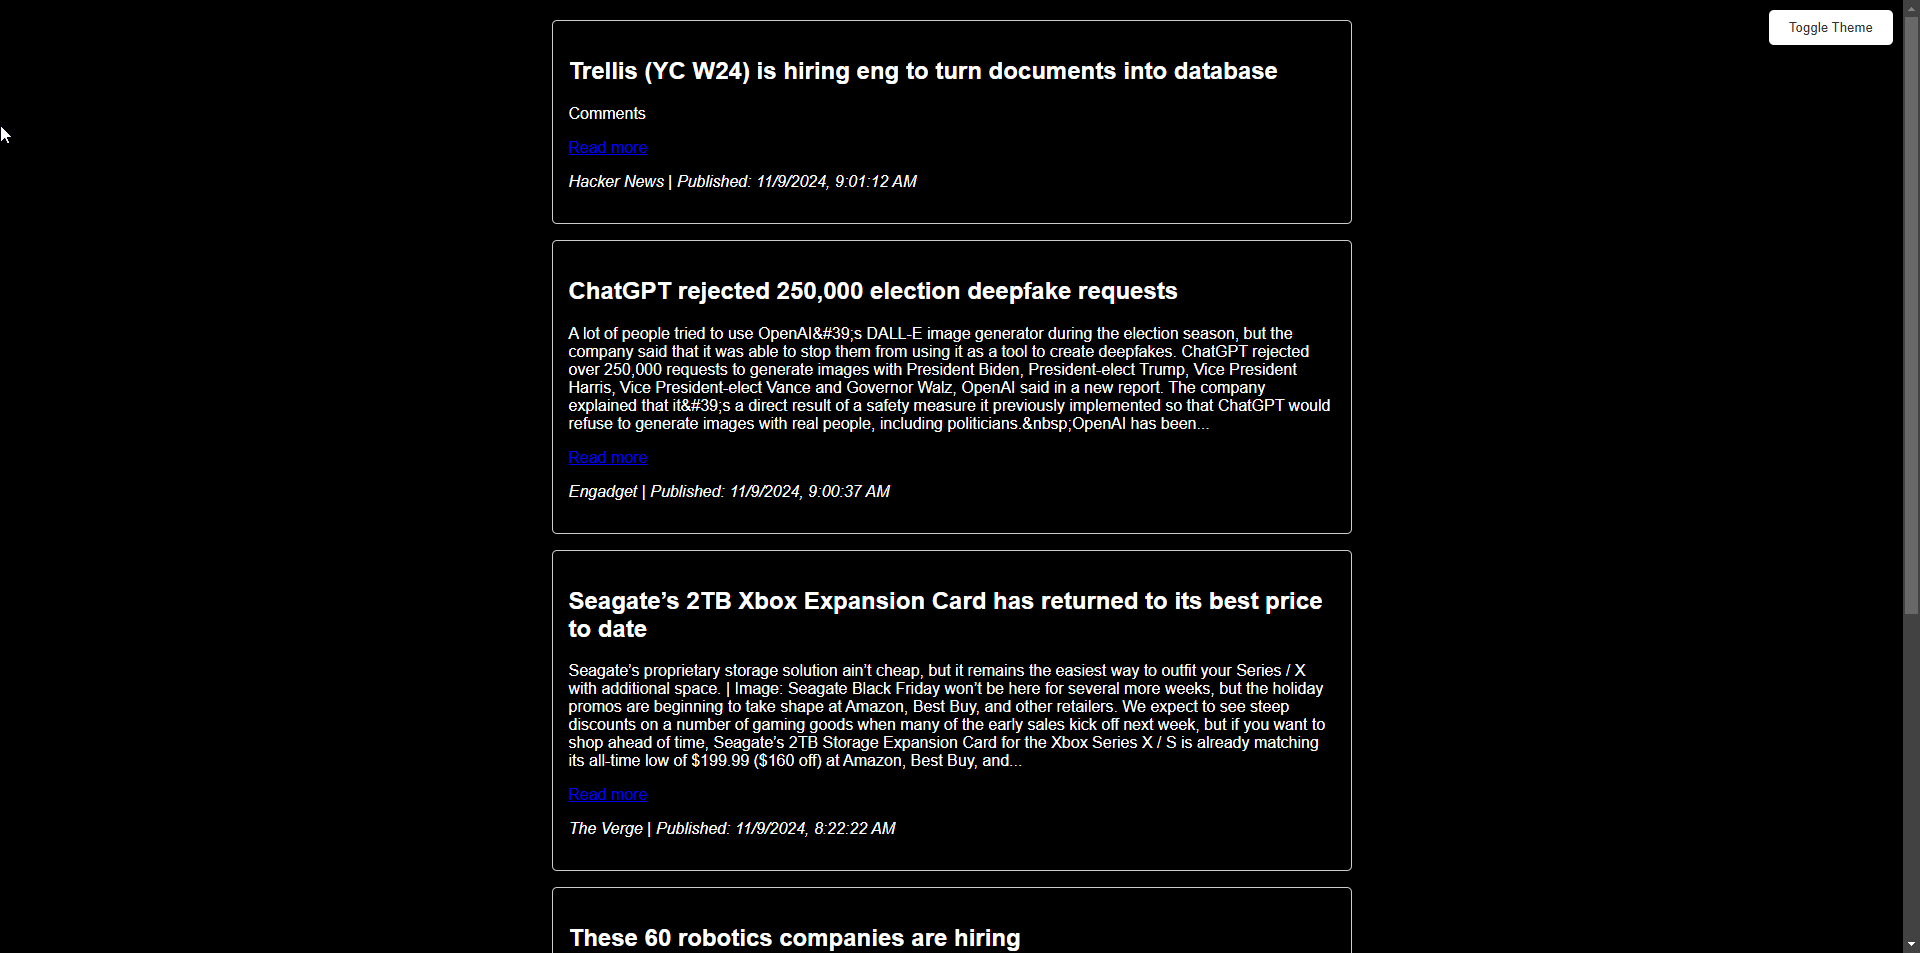 Toggle Theme
Trellis (YC W24) is hiring eng to turn documents into database
Comments
Read more
Hacker News | Published: 11/9/2024, 9:01:12 AM
ChatGPT rejected 250,000 election deepfake requests
A lot of people tried to use OpenAI&#39;s DALL-E image generator during the election season, but the
company said that it was able to stop them from using it as a tool to create deepfakes. ChatGPT rejected
over 250,000 requests to generate images with President Biden, President-elect Trump, Vice President
Harris, Vice President-elect Vance and Governor Walz, OpenAI said in a new report. The company
explained that it&#39;s a direct result of a safety measure it previously implemented so that ChatGPT would
refuse to generate images with real people, including politicians.&nbsp;OpenAI has been...
Read more
Engadget | Published: 11/9/2024, 9:00:37 AM
Seagate’s 2TB Xbox Expansion Card has returned to its best price
to date
Seagate’s proprietary storage solution ain’t cheap, but it remains the easiest way to outfit your Series / X
with additional space. | Image: Seagate Black Friday won’t be here for several more weeks, but the holiday
promos are beginning to take shape at Amazon, Best Buy, and other retailers. We expect to see steep
discounts on a number of gaming goods when many of the early sales kick off next week, but if you want to
shop ahead of time, Seagate’s 2TB Storage Expansion Card for the Xbox Series X / S is already matching
its all-time low of $199.99 ($160 off) at Amazon, Best Buy, and...
Read more
The Verge | Published: 11/9/2024, 8:22:22 AM
These 60 robotics companies are hiring